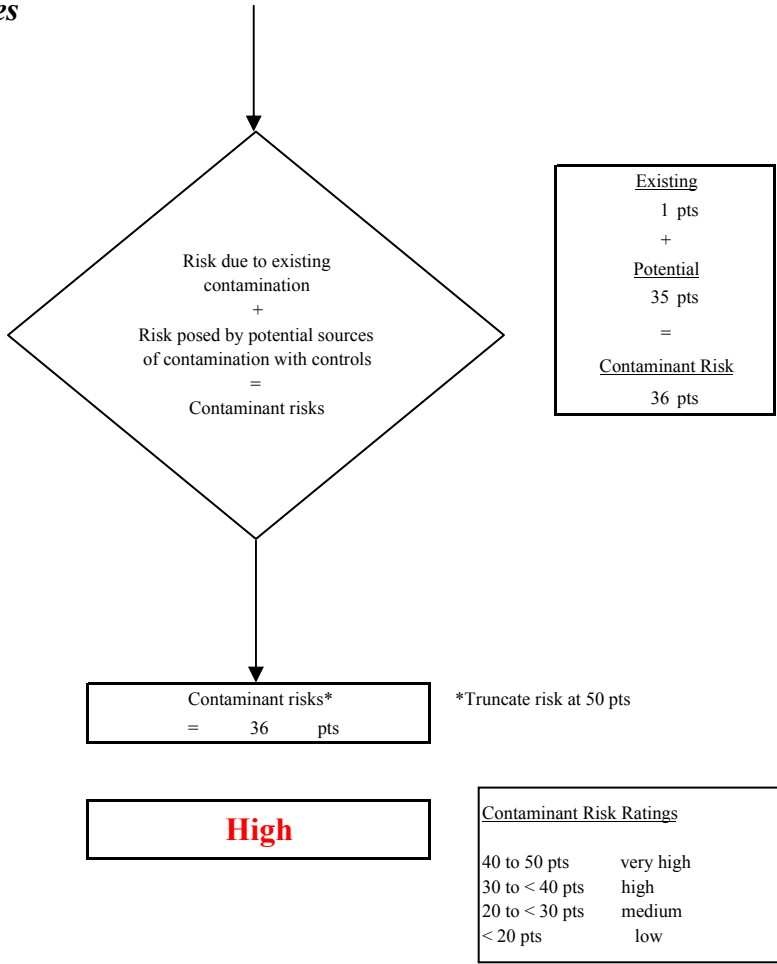 es
Risk due to existing
contamination
+
Risk posed by potential sources
of contamination with controls
=
Contaminant risks
Existing
1 pts
+
Potential
35 pts
=
Contaminant Risk
36 pts
Contaminant risks*
= 36 pts
*Truncate risk at 50 pts
High
Contaminant Risk Ratings
40 to 50 pts very high
30 to < 40 pts high
20 to < 30 pts medium
< 20 pts low